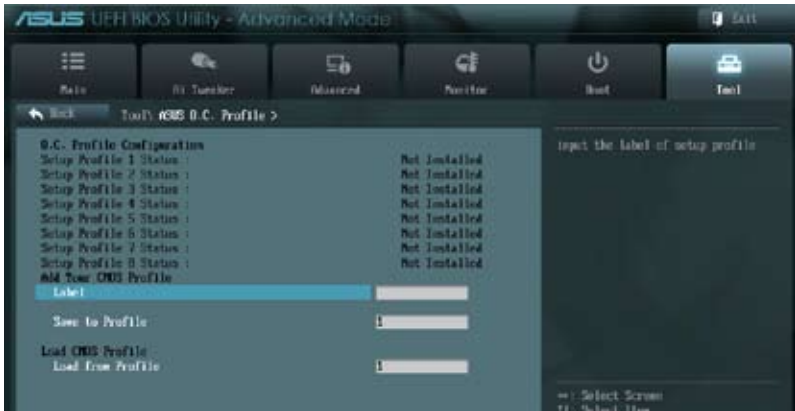 ASUS UEFI BIOS Utility - Advanced Mode
Exit
Main
Ai Tweaker
Advanced
Monitor
Boot
Tool
Back
Tool\ ASUS O.C. Profile >
O.C. Profile Configuration
Setup Profile 1 Status : Not Installed
Setup Profile 2 Status : Not Installed
Setup Profile 3 Status : Not Installed
Setup Profile 4 Status : Not Installed
Setup Profile 5 Status : Not Installed
Setup Profile 6 Status : Not Installed
Setup Profile 7 Status : Not Installed
Setup Profile 8 Status : Not Installed
Add Your CMOS Profile
Label
Save to Profile 1
Load CMOS Profile
Load from Profile 1
input the label of setup profile
→←: Select Screen
↑↓: Select Item